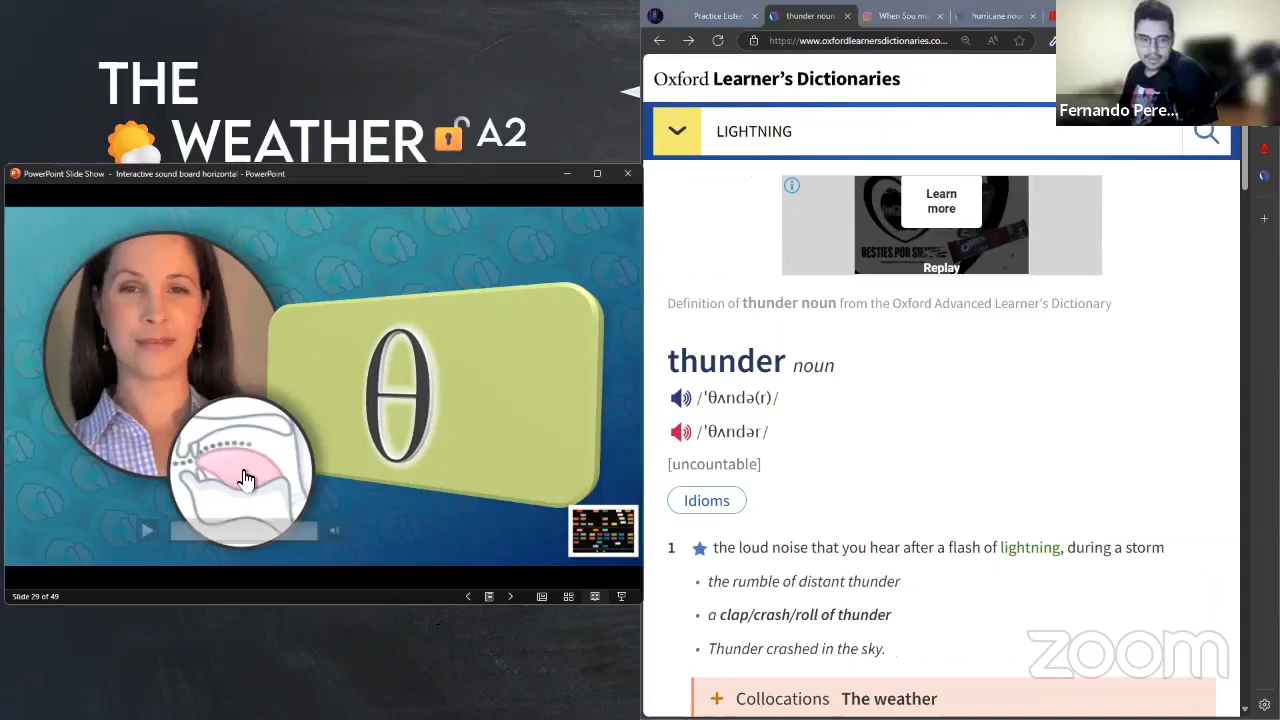 THE
WEATHER A2
PowerPoint Slide Show - Interactive sound board horizontal - PowerPoint
θ
Slide 29 of 49
Practice Listen
thunder noun
When Sou me
hurricane nou
https://www.oxfordlearnersdictionaries.co...
Fernando Pere...
Oxford Learner's Dictionaries
LIGHTNING
Learn
more
BESTIES POR SIE
Replay
Definition of thunder noun from the Oxford Advanced Learner's Dictionary
thunder noun
/ˈθʌndə(r)/
/ˈθʌndər/
[uncountable]
Idioms
1 the loud noise that you hear after a flash of lightning, during a storm
• the rumble of distant thunder
• a clap/crash/roll of thunder
• Thunder crashed in the sky.
+ Collocations The weather
zoom